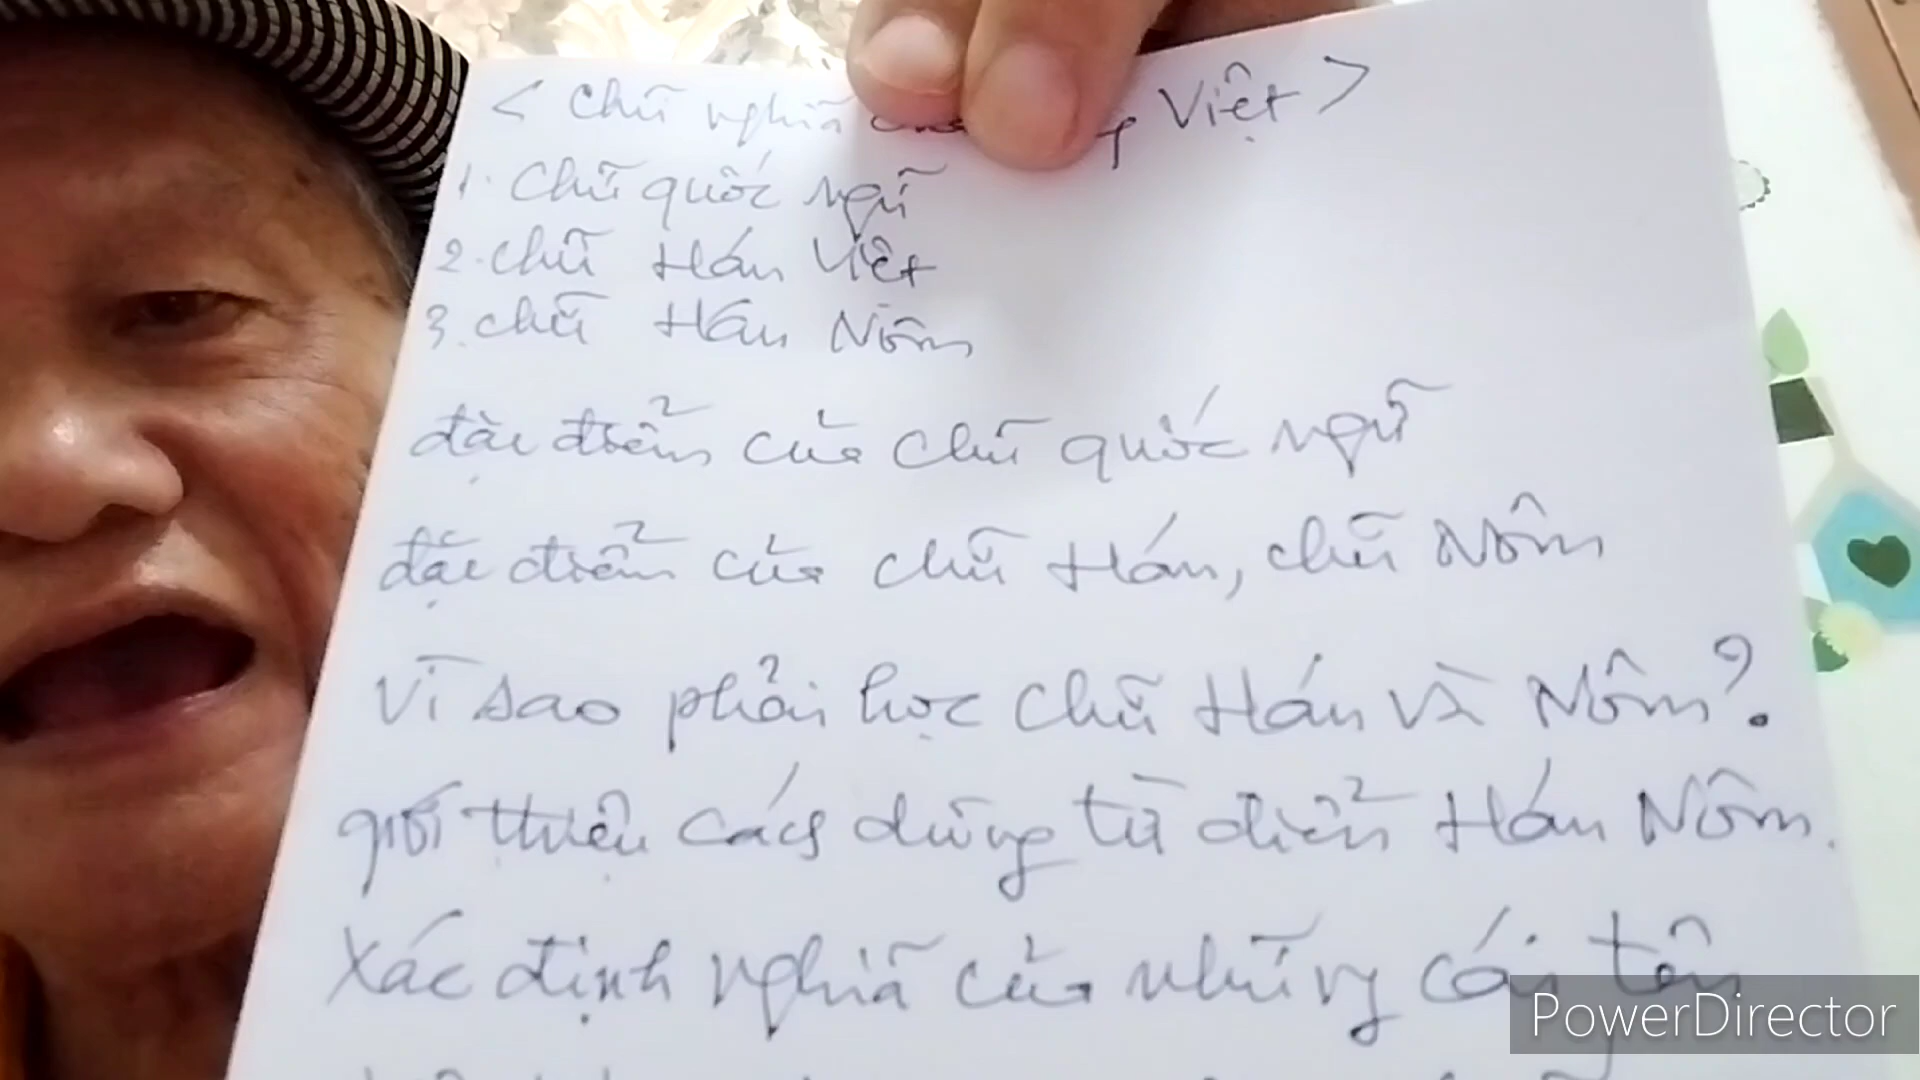 < Chữ nghĩa Việt >
1. Chữ quốc ngữ
2. Chữ Hán Việt
3. Chữ Hán Nôm
đặc điểm của chữ quốc ngữ
đặc điểm của chữ Hán, chữ Nôm
Vì sao phải học chữ Hán và Nôm?
giới thiệu cách dùng từ điển Hán Nôm.
Xác định nghĩa của những cái tên
PowerDirector